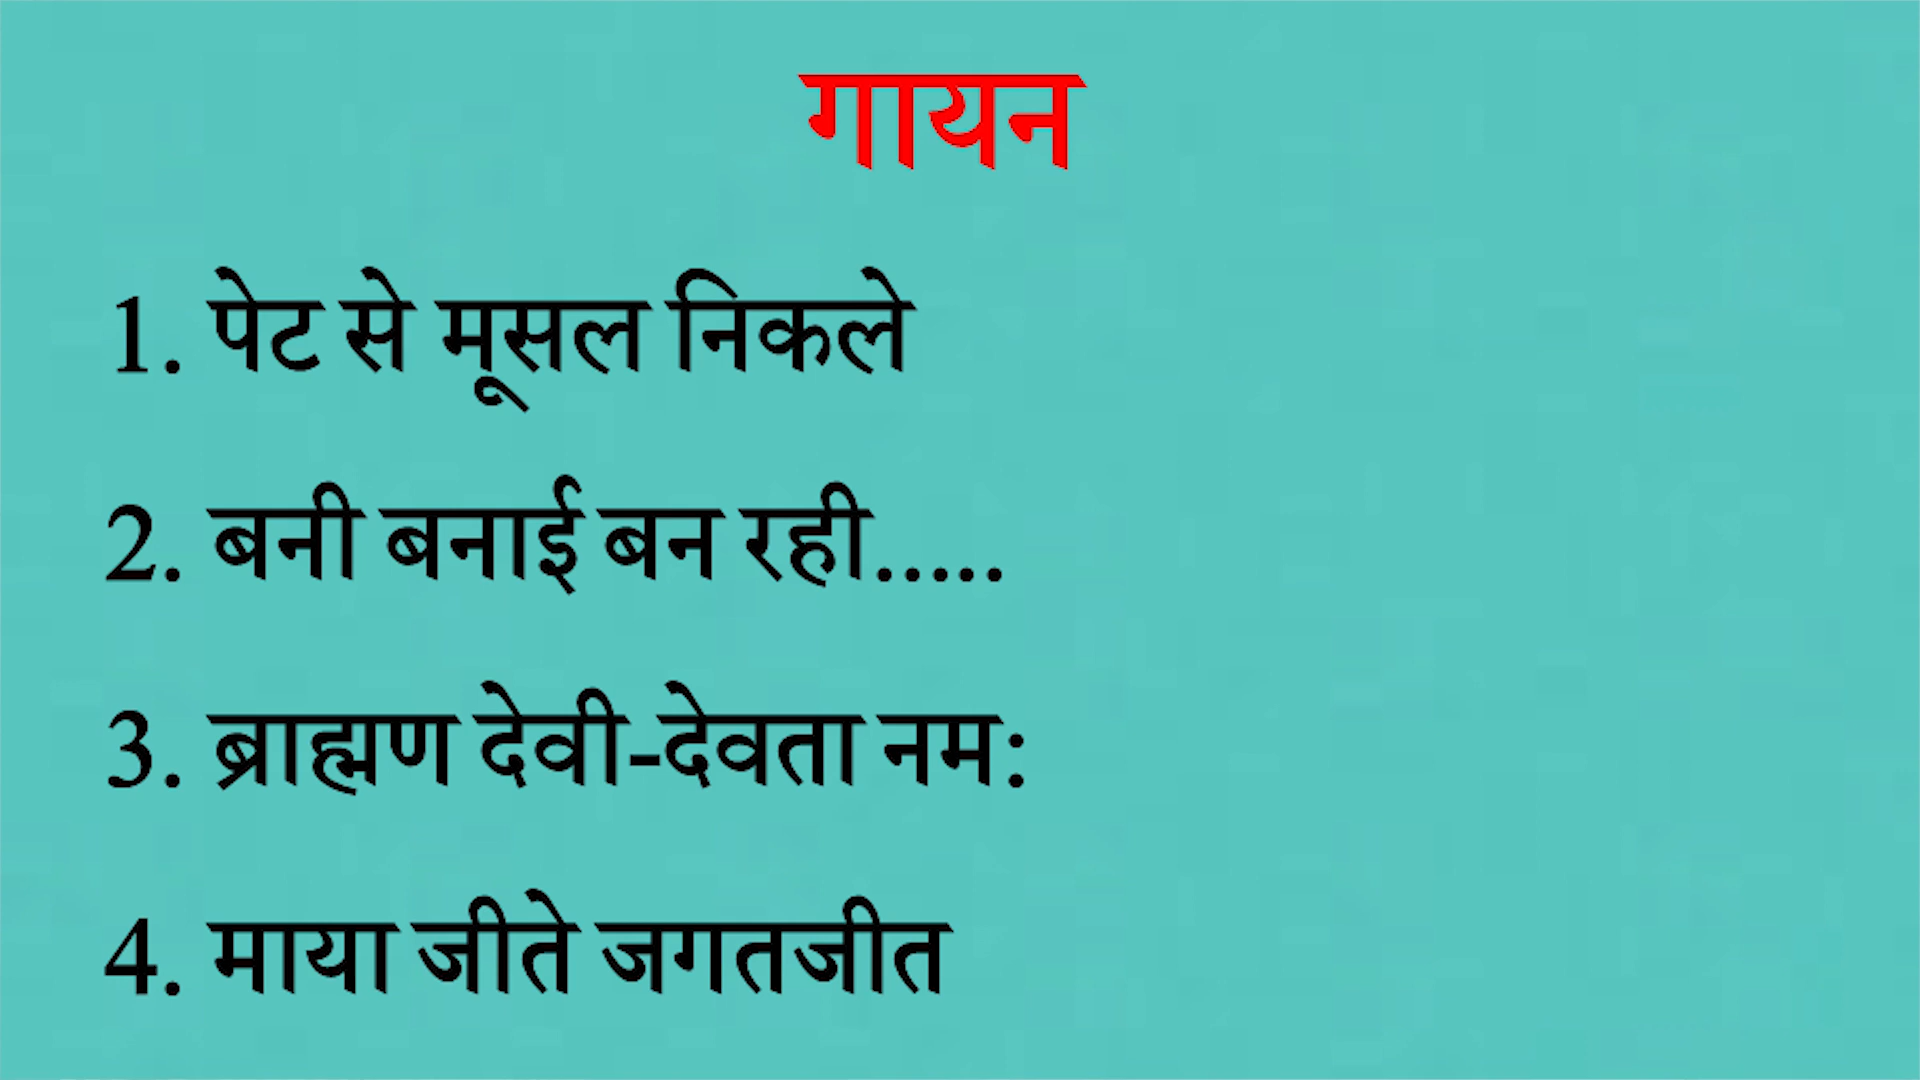 गायन
1. पेट से मूसल निकले
2. बनी बनाई बन रही.....
3. ब्राह्मण देवी-देवता नम:
4. माया जीते जगतजीत